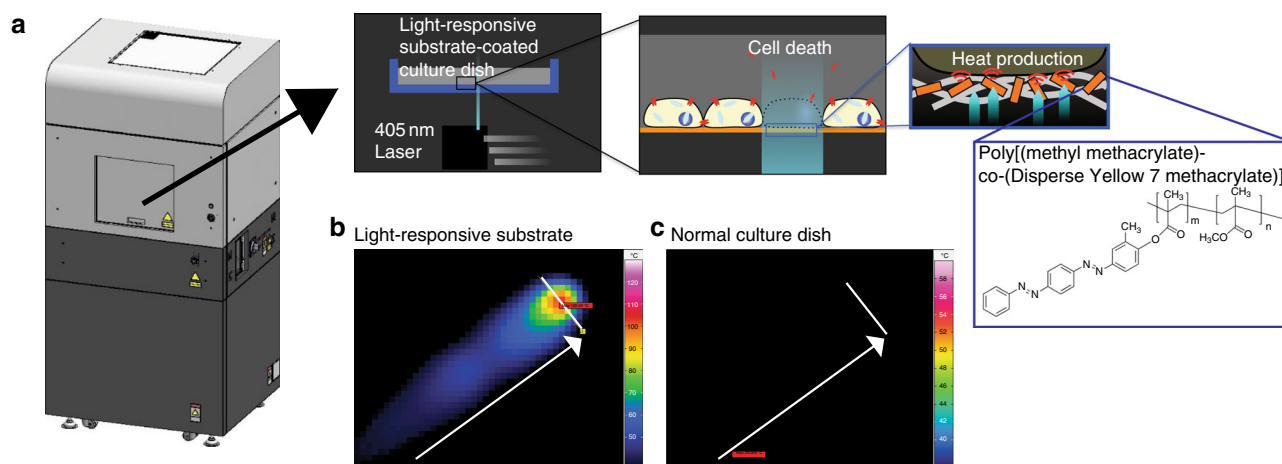 a
Light-responsive
substrate-coated
culture dish
405 nm
Laser
Cell death
Heat production
Poly[(methyl methacrylate)-
co-(Disperse Yellow 7 methacrylate)]
CH3
CH3
m
n
CH3
O
O
H3CO
O
N
N
N
N
b Light-responsive substrate
°C
110
100
90
80
70
60
50
c Normal culture dish
°C
58
56
54
52
50
48
46
44
42
40